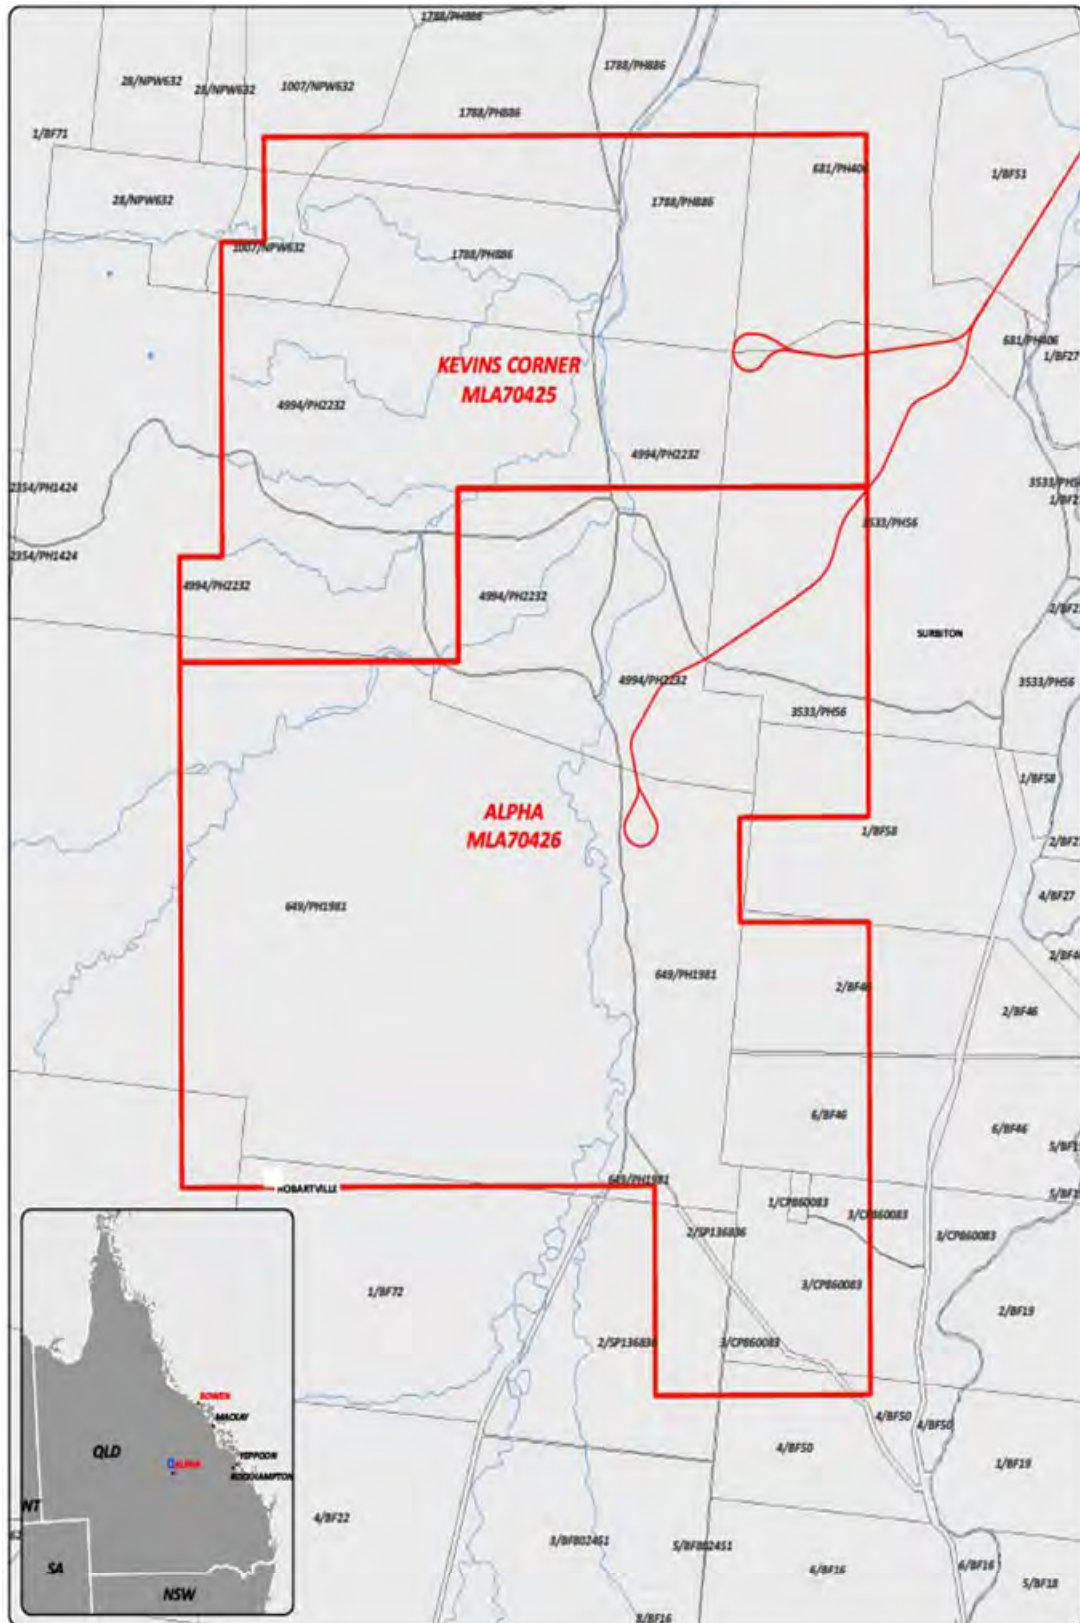 1788/PH886
1788/PH886
28/NPW632
28/NPW632
1007/NPW632
1788/PH886
1/BF71
681/PH406
1/BF51
28/NPW632
1788/PH886
1007/NPW632
1788/PH886
681/PH406
1/BF27
KEVINS CORNER
MLA70425
4994/PH2232
4994/PH2232
2354/PH1424
3533/PH56
2354/PH1424
4994/PH2232
4994/PH2232
SURBITON
4994/PH2232
3533/PH56
3533/PH56
1/BF58
ALPHA
MLA70426
1/BF58
4/BF27
649/PH1981
649/PH1981
2/BF46
2/BF46
6/BF46
6/BF46
649/PH1981
HOBARTVILLE
1/CP860083
3/CP860083
2/SP136836
3/CP860083
1/BF72
3/CP860083
2/BF19
2/SP136836
3/CP860083
BOWEN
MACKAY
4/BF50
4/BF50
QLD
YEPPOON
ALPHA
ROCKHAMPTON
4/BF50
1/BF19
NT
4/BF22
3/BF802461
5/BF802451
SA
6/BF16
6/BF16
5/BF18
NSW
8/BF16